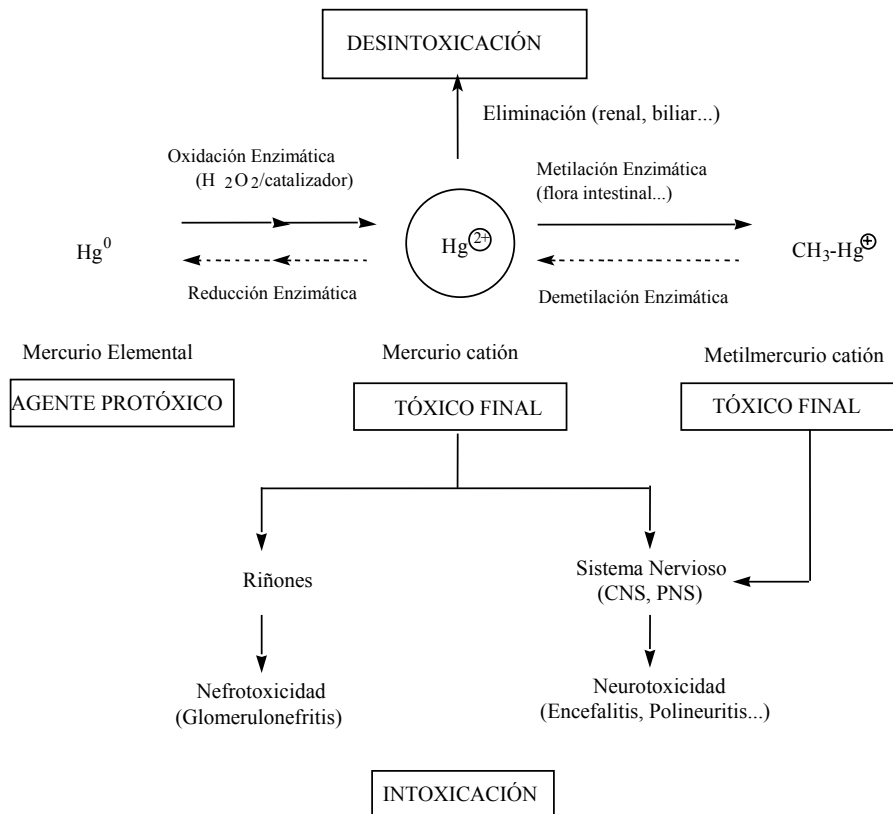 DESINTOXICACIÓN
Eliminación (renal, biliar...)
Oxidación Enzimática
(H 2O2/catalizador)
Metilación Enzimática
(flora intestinal...)
Hg0
Hg2+
CH3-Hg+
Reducción Enzimática
Demetilación Enzimática
Mercurio Elemental
Mercurio catión
Metilmercurio catión
AGENTE PROTÓXICO
TÓXICO FINAL
TÓXICO FINAL
Riñones
Sistema Nervioso
(CNS, PNS)
Nefrotoxicidad
(Glomerulonefritis)
Neurotoxicidad
(Encefalitis, Polineuritis...)
INTOXICACIÓN